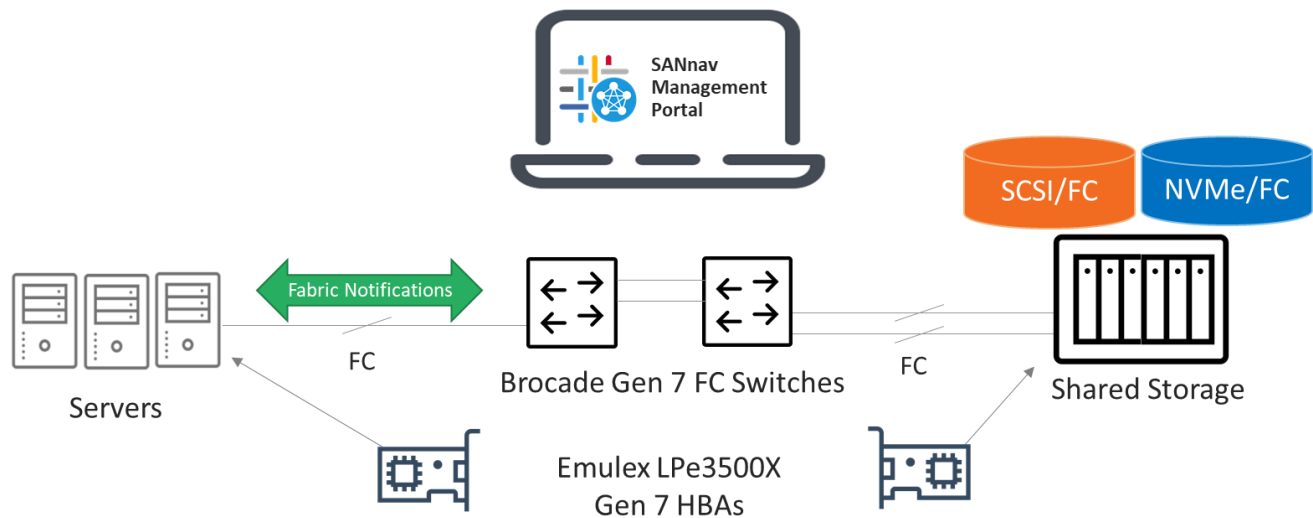 SANnav
Management
Portal
SCSI/FC
NVMe/FC
Fabric Notifications
FC
FC
Servers
Brocade Gen 7 FC Switches
Shared Storage
Emulex LPe3500X
Gen 7 HBAs